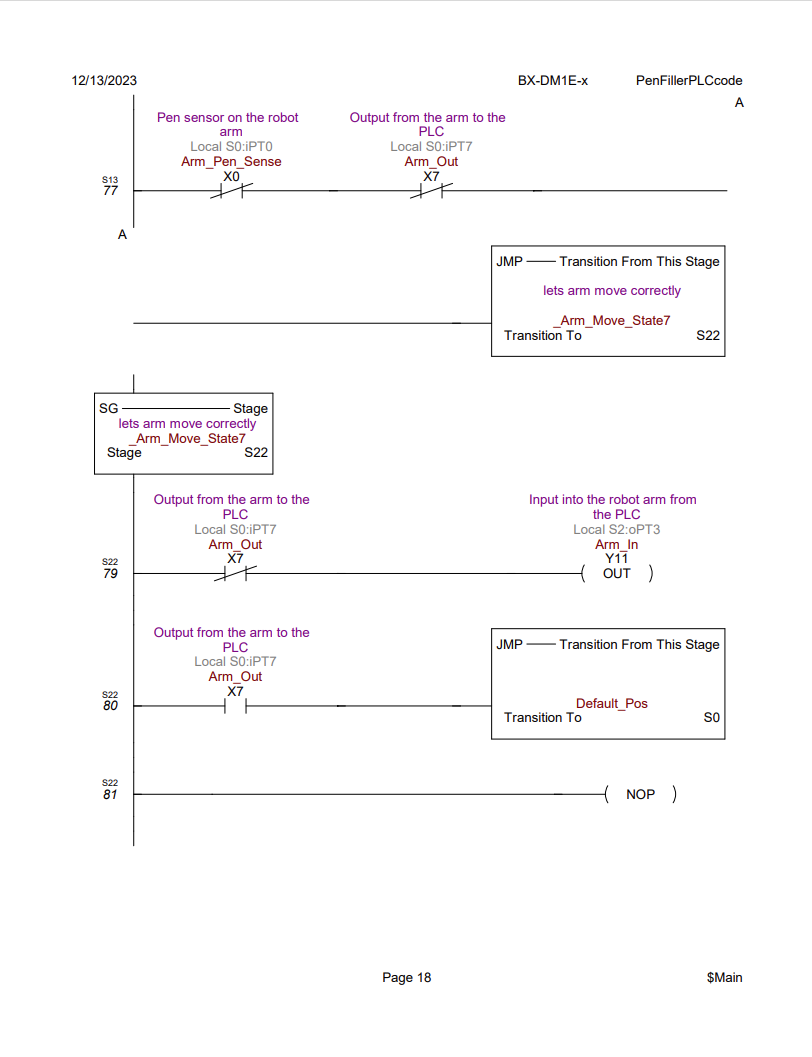 12/13/2023 BX-DM1E-x PenFillerPLCcode
A
Pen sensor on the robot arm
Local S0:iPT0
Arm_Pen_Sense
X0
Output from the arm to the
PLC
Local S0:iPT7
Arm_Out
X7
S13
77
A
JMP Transition From This Stage
lets arm move correctly
_Arm_Move_State7
Transition To S22
SG Stage
lets arm move correctly
_Arm_Move_State7
Stage S22
Output from the arm to the
PLC
Local S0:iPT7
Arm_Out
X7
Input into the robot arm from
the PLC
Local S2:oPT3
Arm_In
Y11
S22
79
OUT
Output from the arm to the
PLC
Local S0:iPT7
Arm_Out
X7
S22
80
JMP Transition From This Stage
Default_Pos
Transition To S0
S22
81
NOP
Page 18 $Main